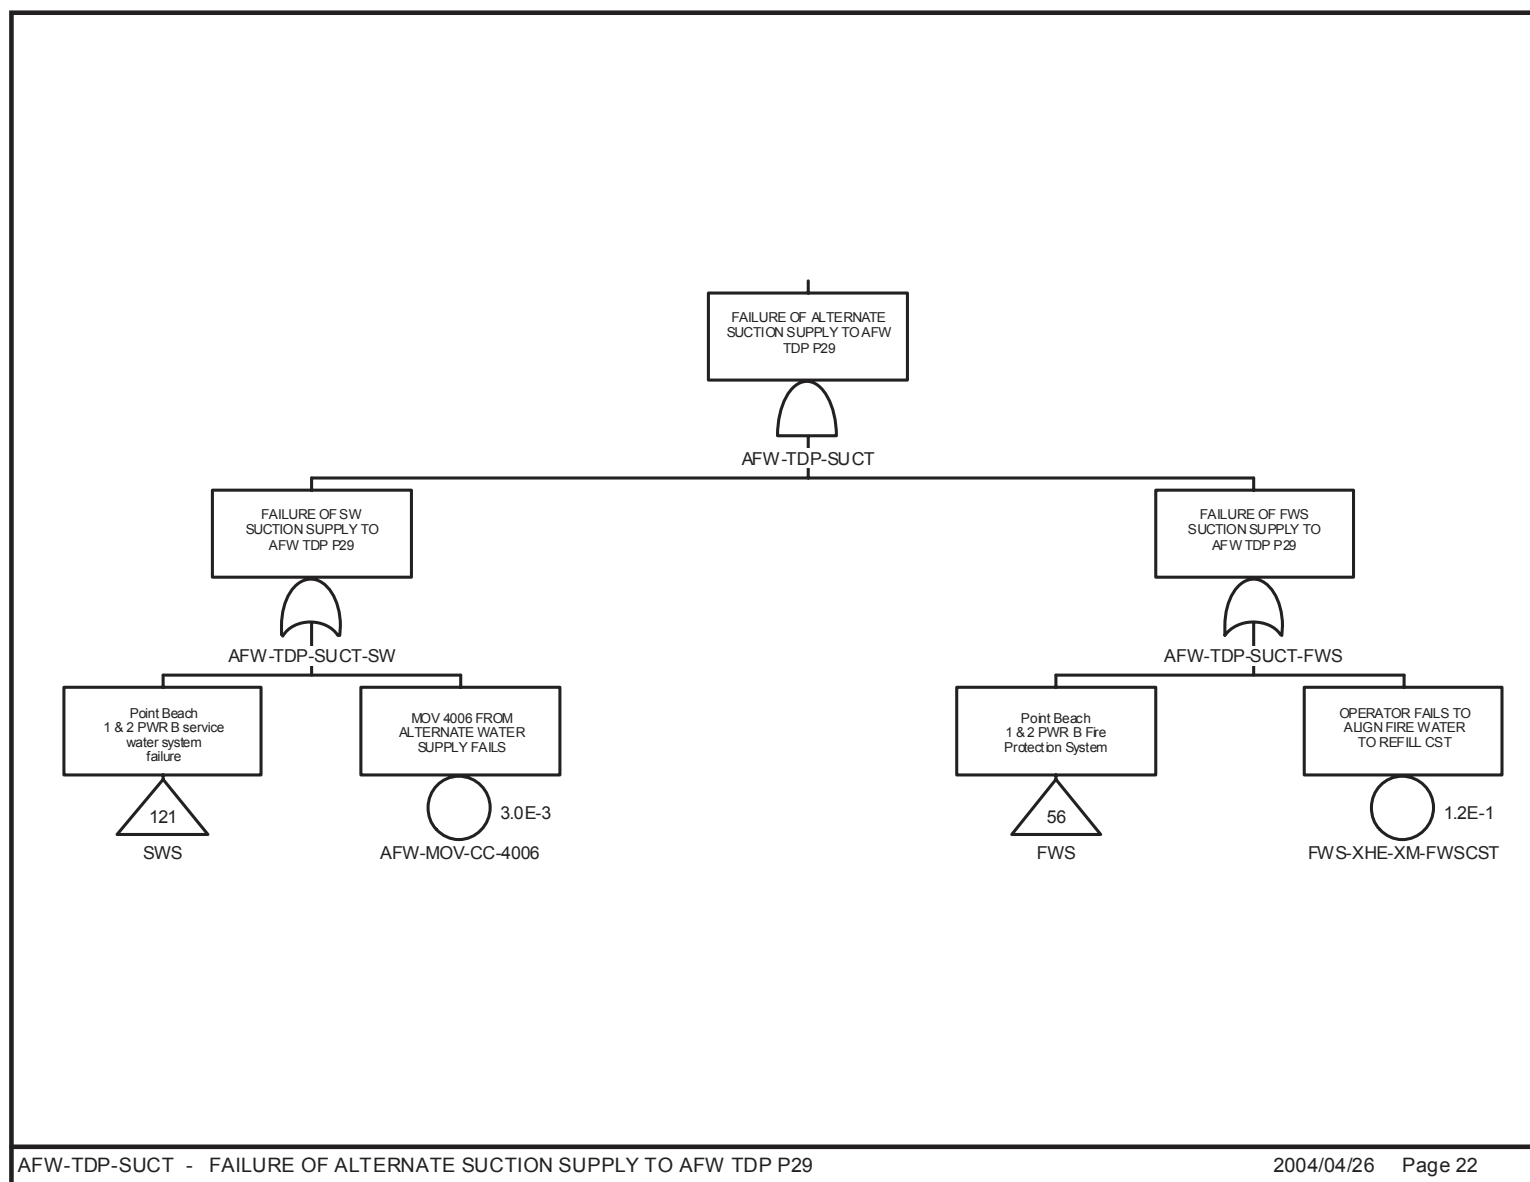 FAILURE OF ALTERNATE
SUCTION SUPPLY TO AFW
TDP P29
AFW-TDP-SUCT
FAILURE OF SW
SUCTION SUPPLY TO
AFW TDP P29
AFW-TDP-SUCT-SW
FAILURE OF FWS
SUCTION SUPPLY TO
AFW TDP P29
AFW-TDP-SUCT-FWS
Point Beach
1 & 2 PWR B service
water system
failure
121
SWS
MOV 4006 FROM
ALTERNATE WATER
SUPPLY FAILS
3.0E-3
AFW-MOV-CC-4006
Point Beach
1 & 2 PWR B Fire
Protection System
56
FWS
OPERATOR FAILS TO
ALIGN FIRE WATER
TO REFILL CST
1.2E-1
FWS-XHE-XM-FWSCST
AFW-TDP-SUCT - FAILURE OF ALTERNATE SUCTION SUPPLY TO AFW TDP P29
2004/04/26 Page 22